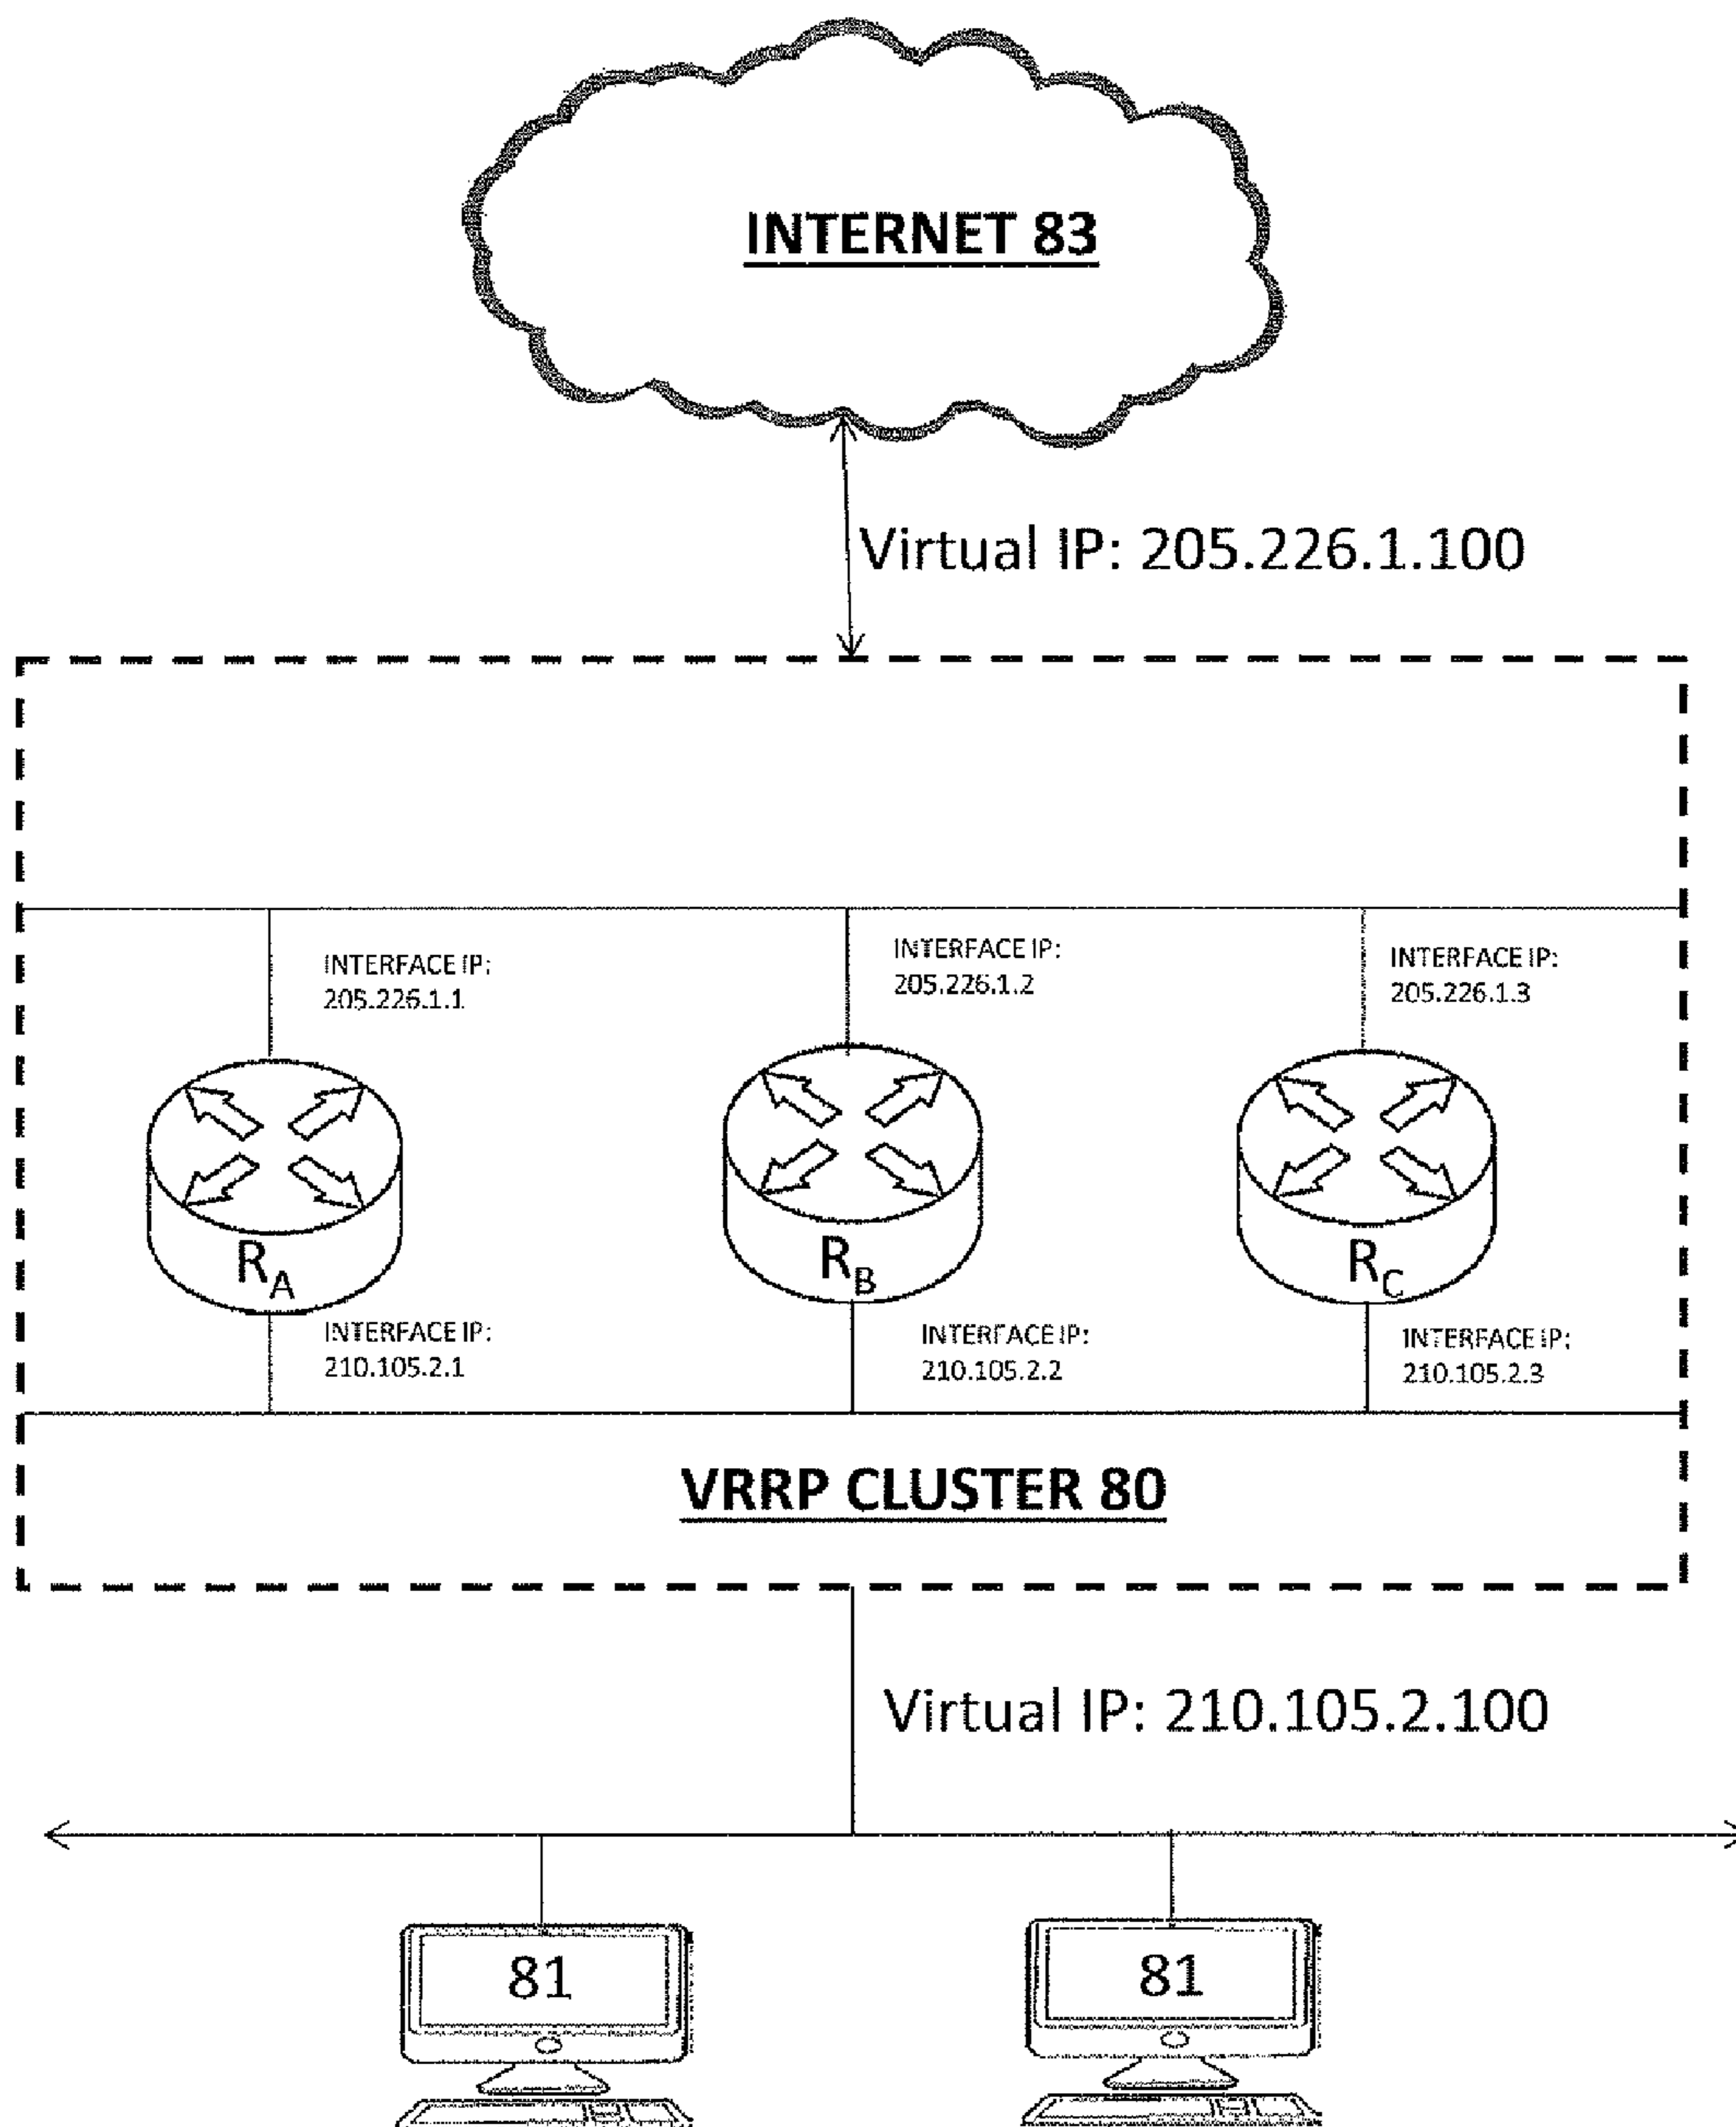 INTERNET 83
Virtual IP: 205.226.1.100
INTERFACE IP:
205.226.1.1
INTERFACE IP:
205.226.1.2
INTERFACE IP:
205.226.1.3
RA
RB
RC
INTERFACE IP:
210.105.2.1
INTERFACE IP:
210.105.2.2
INTERFACE IP:
210.105.2.3
VRRP CLUSTER 80
Virtual IP: 210.105.2.100
81
81